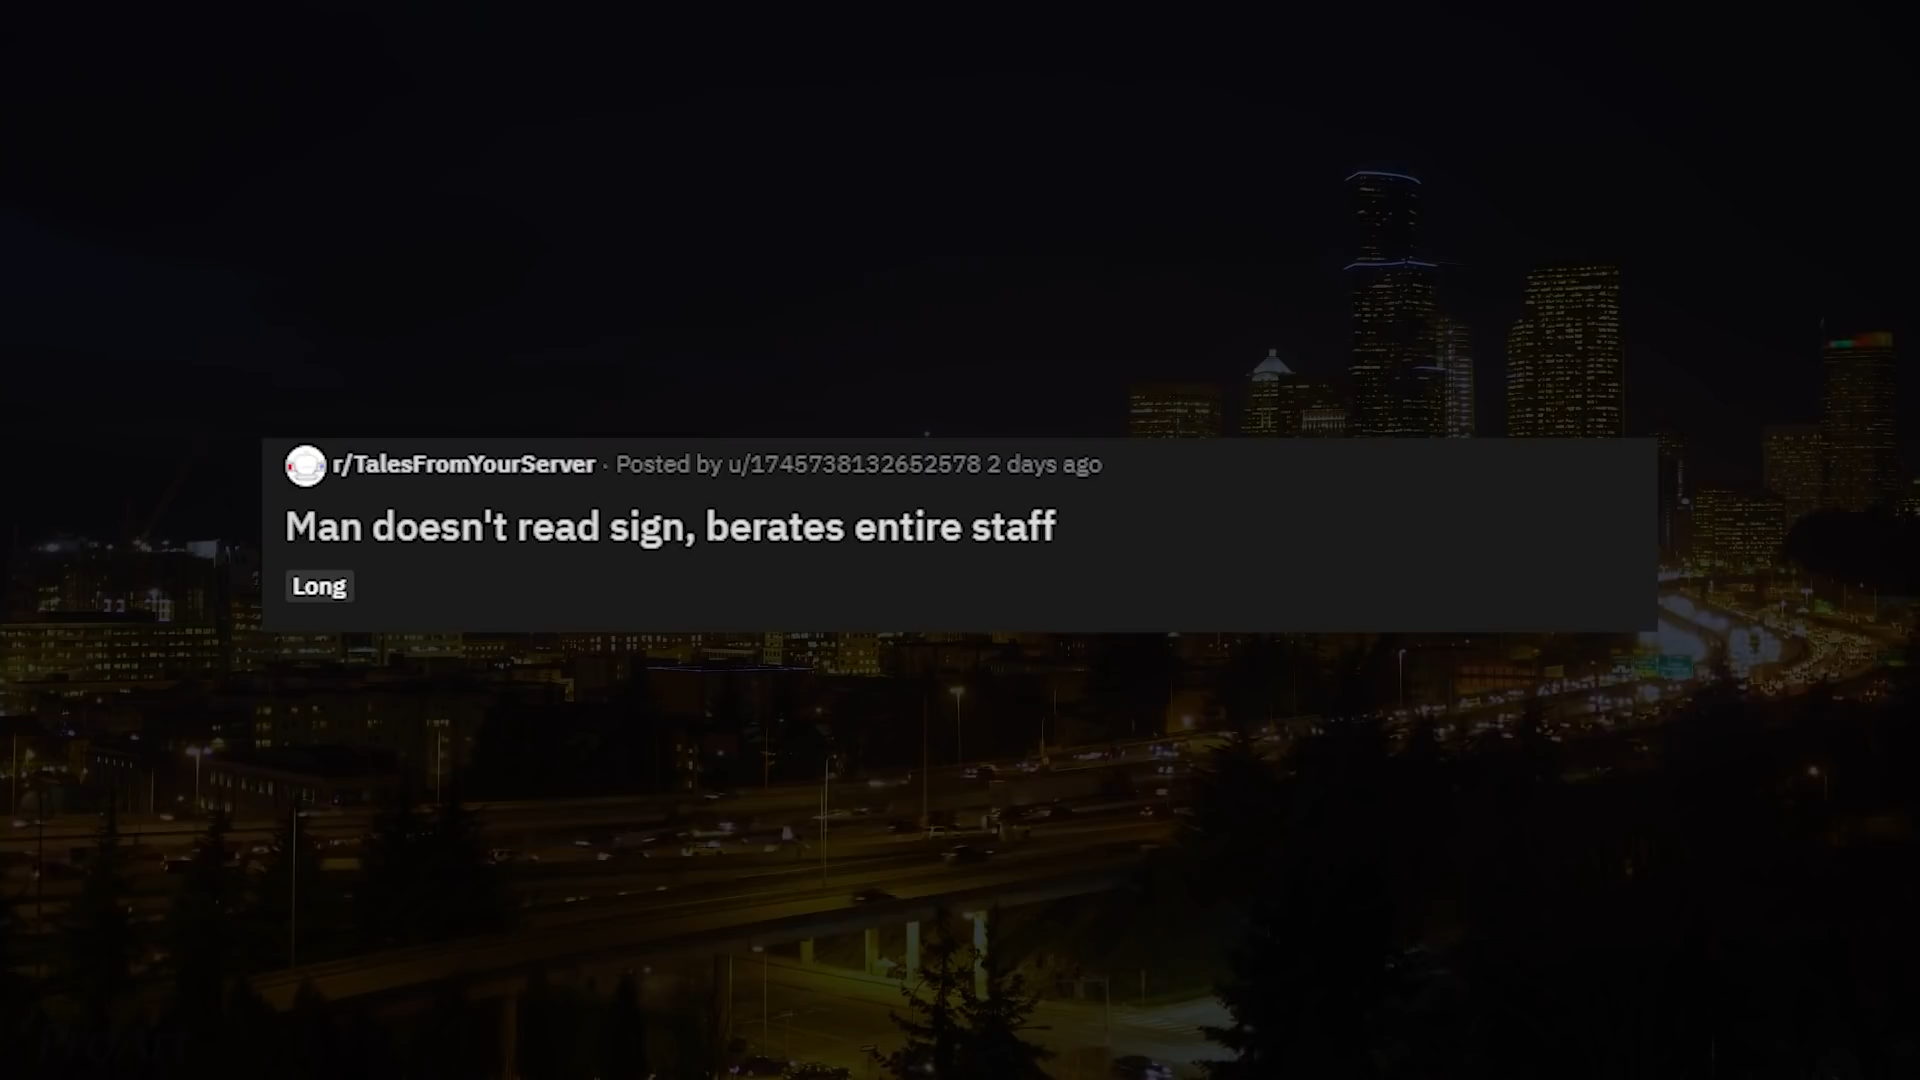 r/TalesFromYourServer · Posted by u/1745738132652578 2 days ago
Man doesn't read sign, berates entire staff
Long